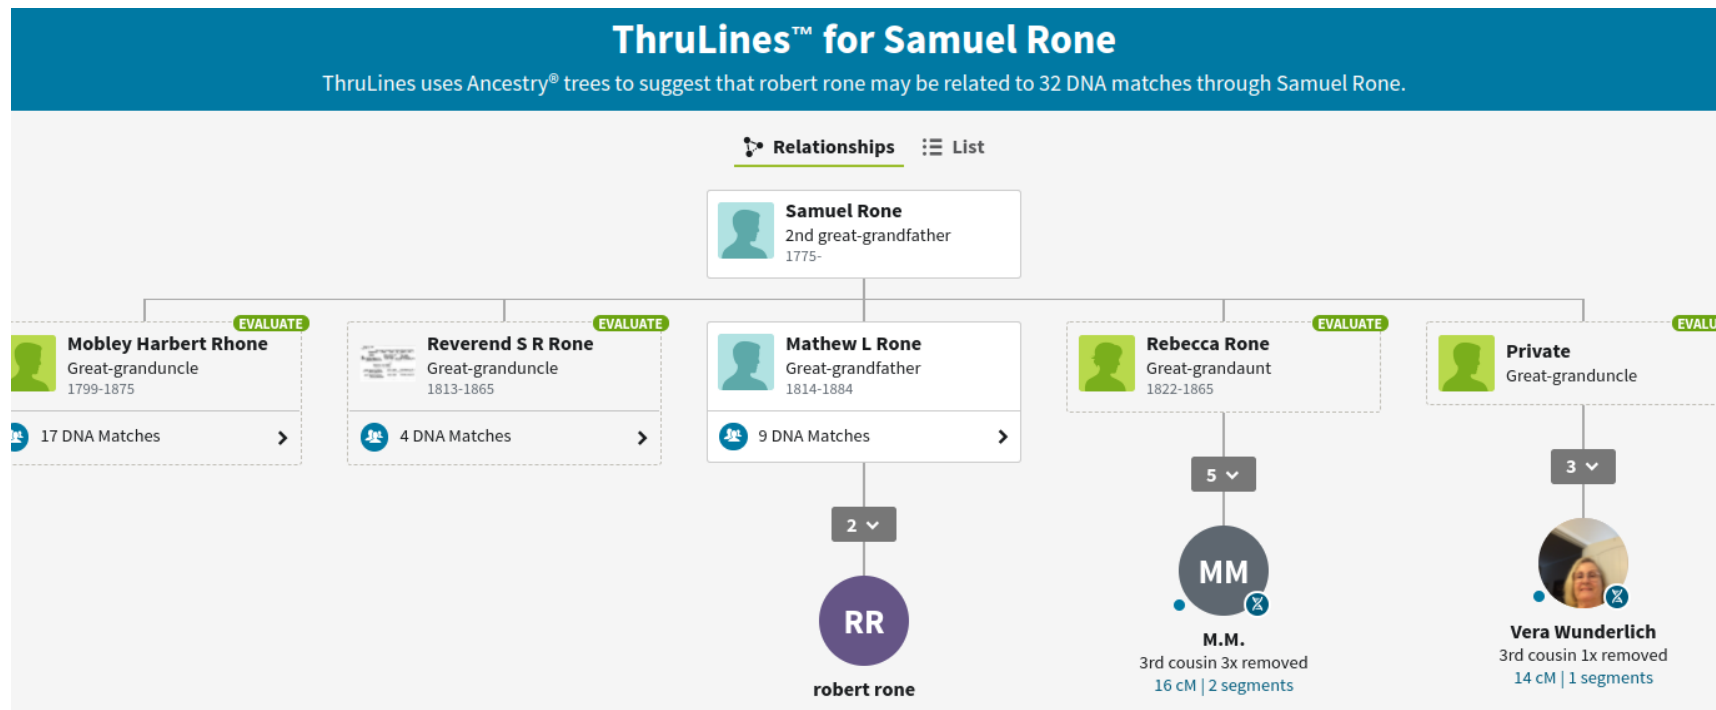 ThruLines™ for Samuel Rone
ThruLines uses Ancestry® trees to suggest that robert rone may be related to 32 DNA matches through Samuel Rone.
Relationships
List
Samuel Rone
2nd great-grandfather
1775-
EVALUATE
Mobley Harbert Rhone
Great-granduncle
1799-1875
17 DNA Matches
EVALUATE
Reverend S R Rone
Great-granduncle
1813-1865
4 DNA Matches
Mathew L Rone
Great-grandfather
1814-1884
9 DNA Matches
2
RR
robert rone
EVALUATE
Rebecca Rone
Great-grandaunt
1822-1865
5
MM
M.M.
3rd cousin 3x removed
16 cM | 2 segments
EVALU
Private
Great-granduncle
3
Vera Wunderlich
3rd cousin 1x removed
14 cM | 1 segments